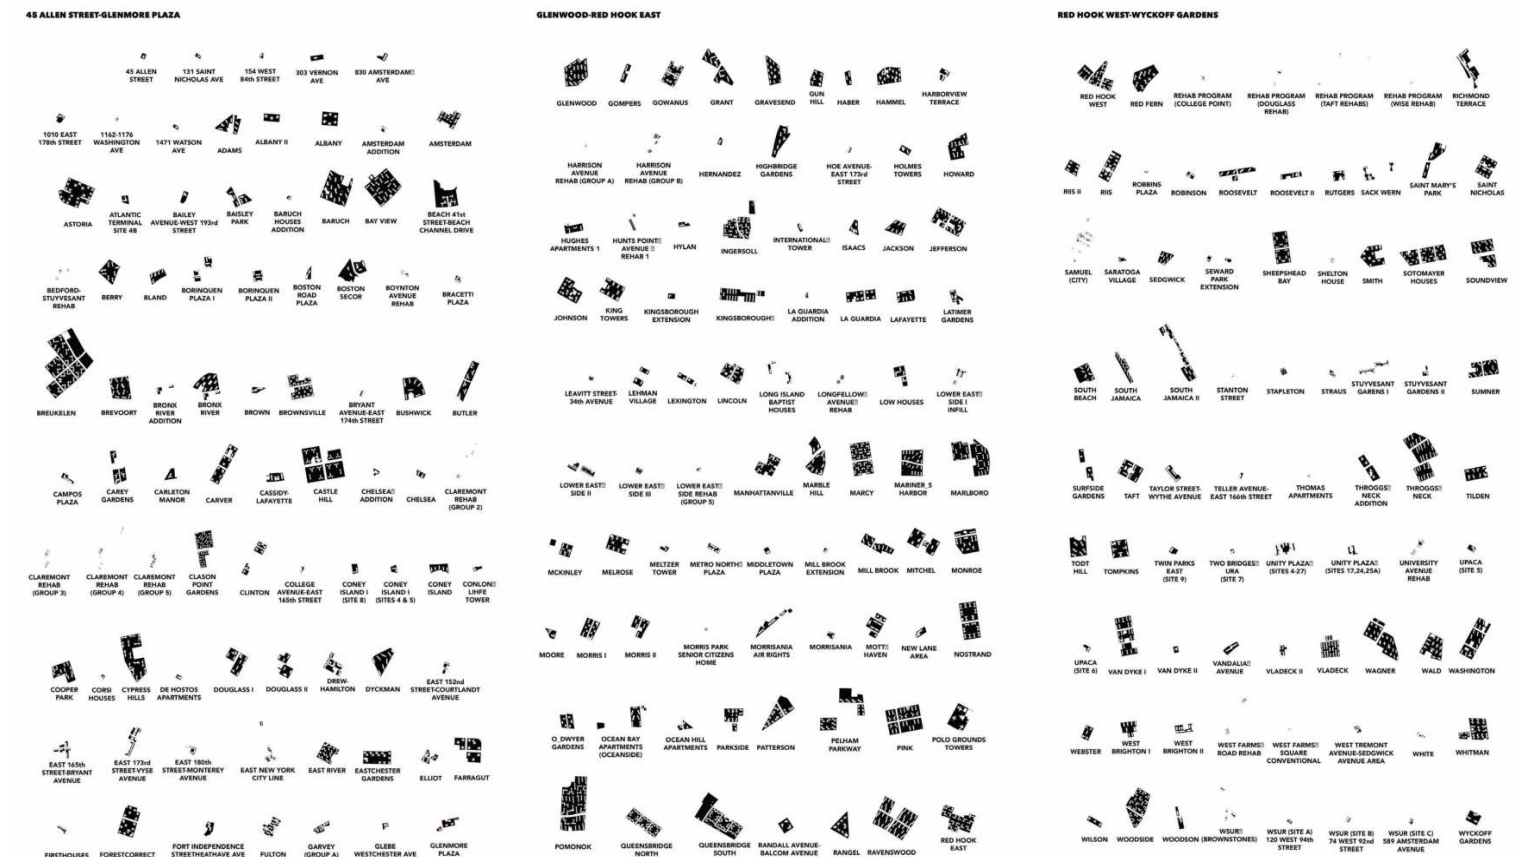 45 ALLEN STREET-GLENMORE PLAZA
45 ALLEN
STREET
131 SAINT
NICHOLAS AVE
154 WEST
84th STREET
303 VERNON
AVE
830 AMSTERDAM
AVE
1010 EAST
178th STREET
1162-1176
WASHINGTON
AVE
1471 WATSON
AVE
ADAMS
ALBANY II
ALBANY
AMSTERDAM
ADDITION
AMSTERDAM
ASTORIA
ATLANTIC
TERMINAL
SITE 4B
BAILEY
AVENUE-WEST 193rd
STREET
BAISLEY
PARK
BARUCH
HOUSES
ADDITION
BARUCH
BAY VIEW
BEACH 41st
STREET-BEACH
CHANNEL DRIVE
BEDFORD-
STUYVESANT
REHAB
BERRY
BLAND
BORINQUEN
PLAZA I
BORINQUEN
PLAZA II
BOSTON
ROAD
PLAZA
BOSTON
SECOR
BOYNTON
AVENUE
REHAB
BRACETTI
PLAZA
BREUKELEN
BREVOORT
BRONX
RIVER
ADDITION
BRONX
RIVER
BROWN
BROWNSVILLE
BRYANT
AVENUE-EAST
174th STREET
BUSHWICK
BUTLER
CAMPOS
PLAZA
CAREY
GARDENS
CARLETON
MANOR
CARVER
CASSIDY-
LAFAYETTE
CASTLE
HILL
CHELSEA
ADDITION
CHELSEA
CLAREMONT
REHAB
(GROUP 2)
CLAREMONT
REHAB
(GROUP 3)
CLAREMONT
REHAB
(GROUP 4)
CLAREMONT
REHAB
(GROUP 5)
CLASON
POINT
GARDENS
CLINTON
COLLEGE
AVENUE-EAST
165th STREET
CONEY
ISLAND I
(SITE 8)
CONEY
ISLAND I
(SITES 4 & 5)
CONEY
ISLAND
CONLON
LIHFE
TOWER
COOPER
PARK
CORSI
HOUSES
CYPRESS
HILLS
DE HOSTOS
APARTMENTS
DOUGLASS I
DOUGLASS II
DREW-
HAMILTON
DYCKMAN
EAST 152nd
STREET-COURTLANDT
AVENUE
EAST 165th
STREET-BRYANT
AVENUE
EAST 173rd
STREET-VYSE
AVENUE
EAST 180th
STREET-MONTEREY
AVENUE
EAST NEW YORK
CITY LINE
EAST RIVER
EASTCHESTER
GARDENS
ELLIOT
FARRAGUT
FIRSTHOUSES
FORESTCORRECT
FORT INDEPENDENCE
STREETHEATHAVE AVE
FULTON
GARVEY
(GROUP A)
GLEBE
WESTCHESTER AVE
GLENMORE
PLAZA
GLENWOOD-RED HOOK EAST
GLENWOOD
GOMPERS
GOWANUS
GRANT
GRAVESEND
GUN
HILL
HABER
HAMMEL
HARBORVIEW
TERRACE
HARRISON
AVENUE
REHAB (GROUP A)
HARRISON
AVENUE
REHAB (GROUP B)
HERNANDEZ
HIGHBRIDGE
GARDENS
HOE AVENUE-
EAST 173rd
STREET
HOLMES
TOWERS
HOWARD
HUGHES
APARTMENTS 1
HUNTS POINT
AVENUE
REHAB 1
HYLAN
INGERSOLL
INTERNATIONAL
TOWER
ISAACS
JACKSON
JEFFERSON
JOHNSON
KING
TOWERS
KINGSBOROUGH
EXTENSION
KINGSBOROUGH
LA GUARDIA
ADDITION
LA GUARDIA
LAFAYETTE
LATIMER
GARDENS
LEAVITT STREET-
34th AVENUE
LEHMAN
VILLAGE
LEXINGTON
LINCOLN
LONG ISLAND
BAPTIST
HOUSES
LONGFELLOW
AVENUE
REHAB
LOW HOUSES
LOWER EAST
SIDE I
INFILL
LOWER EAST
SIDE II
LOWER EAST
SIDE III
LOWER EAST
SIDE REHAB
(GROUP 5)
MANHATTANVILLE
MARBLE
HILL
MARCY
MARINER_S
HARBOR
MARLBORO
MCKINLEY
MELROSE
MELTZER
TOWER
METRO NORTH
PLAZA
MIDDLETOWN
PLAZA
MILL BROOK
EXTENSION
MILL BROOK
MITCHEL
MONROE
MOORE
MORRIS I
MORRIS II
MORRIS PARK
SENIOR CITIZENS
HOME
MORRISANIA
AIR RIGHTS
MORRISANIA
MOTT
HAVEN
NEW LANE
AREA
NOSTRAND
O_DWYER
GARDENS
OCEAN BAY
APARTMENTS
(OCEANSIDE)
OCEAN HILL
APARTMENTS
PARKSIDE
PATTERSON
PELHAM
PARKWAY
PINK
POLO GROUNDS
TOWERS
POMONOK
QUEENSBRIDGE
NORTH
QUEENSBRIDGE
SOUTH
RANDALL AVENUE-
BALCOM AVENUE
RANGEL
RAVENSWOOD
RED HOOK
EAST
RED HOOK WEST-WYCKOFF GARDENS
RED HOOK
WEST
RED FERN
REHAB PROGRAM
(COLLEGE POINT)
REHAB PROGRAM
(DOUGLASS
REHAB)
REHAB PROGRAM
(TAFT REHABS)
REHAB PROGRAM
(WISE REHAB)
RICHMOND
TERRACE
RIIS II
RIIS
ROBBINS
PLAZA
ROBINSON
ROOSEVELT
ROOSEVELT II
RUTGERS
SACK WERN
SAINT MARY'S
PARK
SAINT
NICHOLAS
SAMUEL
(CITY)
SARATOGA
VILLAGE
SEDGWICK
SEWARD
PARK
EXTENSION
SHEEPSHEAD
BAY
SHELTON
HOUSE
SMITH
SOTOMAYER
HOUSES
SOUNDVIEW
SOUTH
BEACH
SOUTH
JAMAICA
SOUTH
JAMAICA II
STANTON
STREET
STAPLETON
STRAUS
STUYVESANT
GARENS I
STUYVESANT
GARDENS II
SUMNER
SURFSIDE
GARDENS
TAFT
TAYLOR STREET-
WYTHE AVENUE
TELLER AVENUE-
EAST 166th STREET
THOMAS
APARTMENTS
THROGGS
NECK
ADDITION
THROGGS
NECK
TILDEN
TODT
HILL
TOMPKINS
TWIN PARKS
EAST
(SITE 9)
TWO BRIDGES
URA
(SITE 7)
UNITY PLAZA
(SITES 4-27)
UNITY PLAZA
(SITES 17,24,25A)
UNIVERSITY
AVENUE
REHAB
UPACA
(SITE 5)
UPACA
(SITE 6)
VAN DYKE I
VAN DYKE II
VANDALIA
AVENUE
VLADECK II
VLADECK
WAGNER
WALD
WASHINGTON
WEBSTER
WEST
BRIGHTON I
WEST
BRIGHTON II
WEST FARMS
ROAD REHAB
WEST FARMS
SQUARE
CONVENTIONAL
WEST TREMONT
AVENUE-SEDGWICK
AVENUE AREA
WHITE
WHITMAN
WILSON
WOODSIDE
WOODSON
WSUR
(BROWNSTONES)
WSUR (SITE A)
120 WEST 94th
STREET
WSUR (SITE B)
74 WEST 92nd
STREET
WSUR (SITE C)
589 AMSTERDAM
AVENUE
WYCKOFF
GARDENS